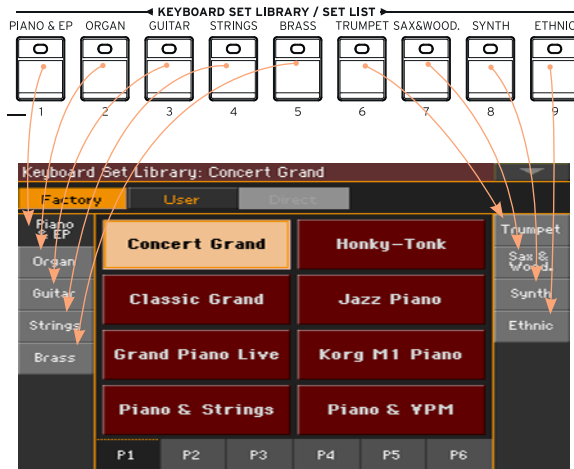 KEYBOARD SET LIBRARY / SET LIST
PIANO & EP ORGAN GUITAR STRINGS BRASS TRUMPET SAX&WOOD. SYNTH ETHNIC
1 2 3 4 5 6 7 8 9
Keyboard Set Library: Concert Grand
Factory User Direct
Piano & EP
Organ
Guitar
Strings
Brass
Concert Grand Honky-Tonk
Classic Grand Jazz Piano
Grand Piano Live Korg M1 Piano
Piano & Strings Piano & YPM
Trumpet
Sax & Wood.
Synth
Ethnic
P1 P2 P3 P4 P5 P6